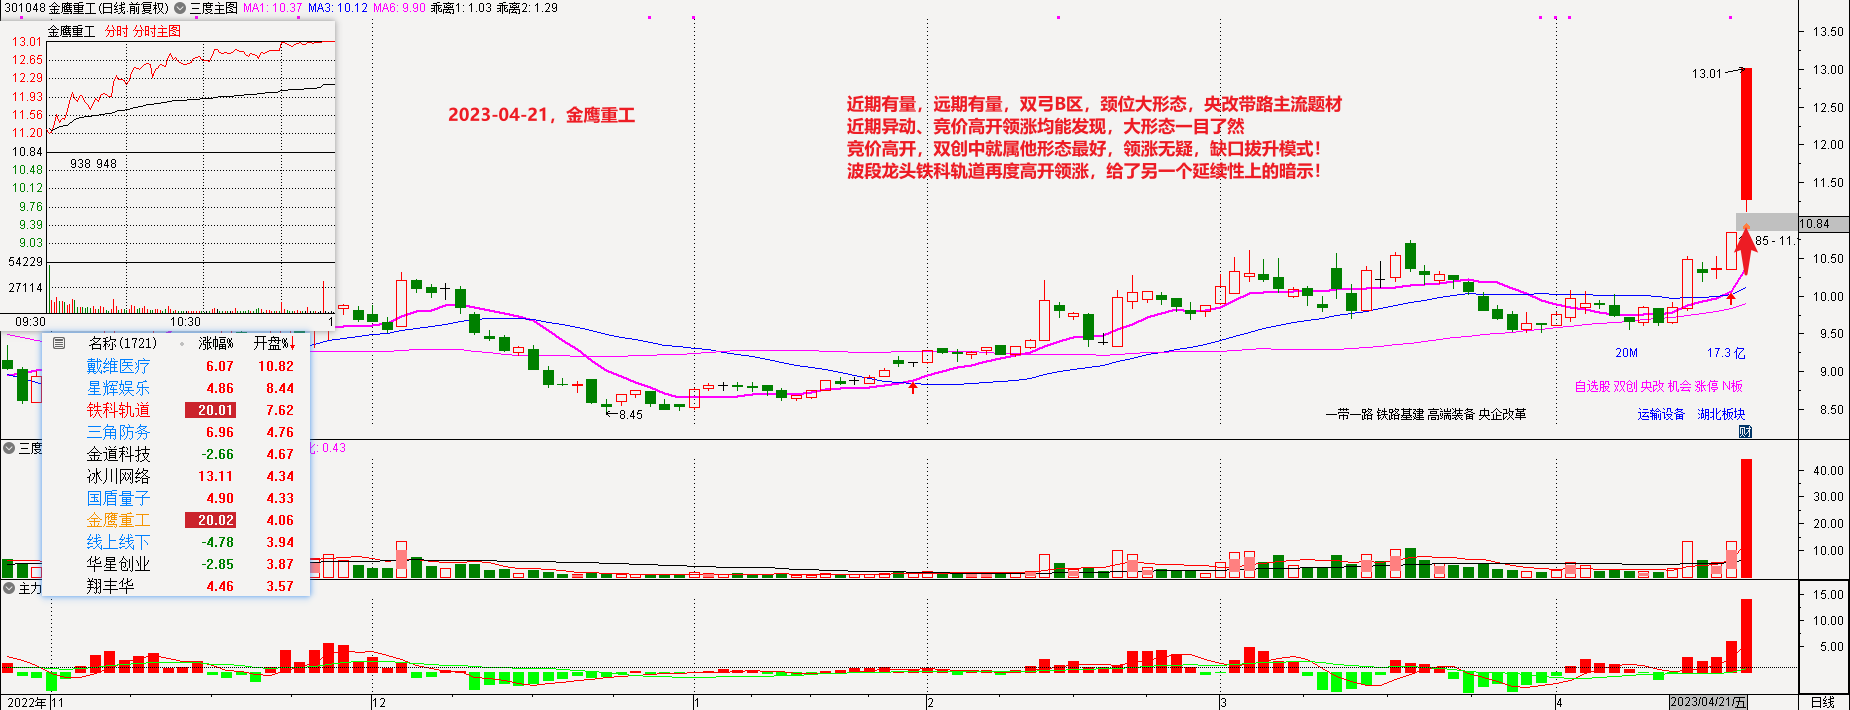 301048 金鹰重工(日线.前复权) 三度主图 MA1: 10.37 MA3: 10.12 MA6: 9.90 乖离1: 1.03 乖离2: 1.29
金鹰重工 分时 分时主图
13.01
12.65
12.29
11.93
11.56
11.20
10.84
10.48
10.12
9.76
9.39
9.03
54229
27114
938 948
09:30 10:30 1
2023-04-21，金鹰重工
近期有量，远期有量，双弓B区，颈位大形态，央改带路主流题材
近期异动、竞价高开领涨均能发现，大形态一目了然
竞价高开，双创中就属他形态最好，领涨无疑，缺口拔升模式！
波段龙头铁科轨道再度高开领涨，给了另一个延续性上的暗示！
13.01
85 - 11.
8.45
13.50
13.00
12.50
12.00
11.50
10.84
10.50
10.00
9.50
9.00
8.50
名称(1721) 涨幅% 开盘%↓
戴维医疗 6.07 10.82
星辉娱乐 4.86 8.44
铁科轨道 20.01 7.62
三角防务 6.96 4.76
金道科技 -2.66 4.67
冰川网络 13.11 4.34
国盾量子 4.90 4.33
金鹰重工 20.02 4.06
线上线下 -4.78 3.94
华星创业 -2.85 3.87
翔丰华 4.46 3.57
20M 17.3 亿
自选股 双创 央改 机会 涨停 N板
一带一路 铁路基建 高端装备 央企改革
运输设备 湖北板块
财
三度
: 0.43
40.00
30.00
20.00
10.00
主力
15.00
10.00
5.00
2022年 11 12 1 2 3 4 2023/04/21/五 日线